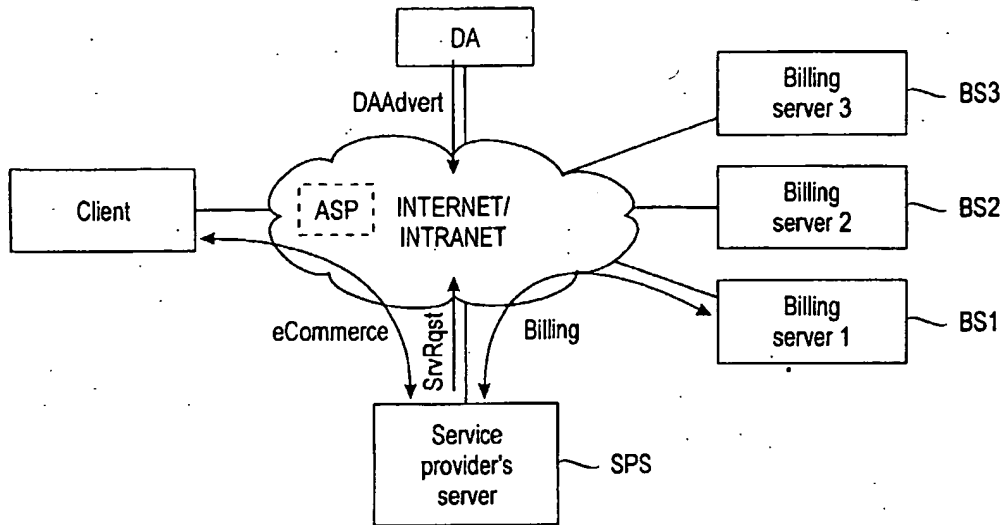 DA
DAAdvert
Billing
server 3
BS3
Client
ASP
INTERNET/
INTRANET
Billing
server 2
BS2
eCommerce
SrvRqst
Billing
Billing
server 1
BS1
Service
provider's
server
SPS